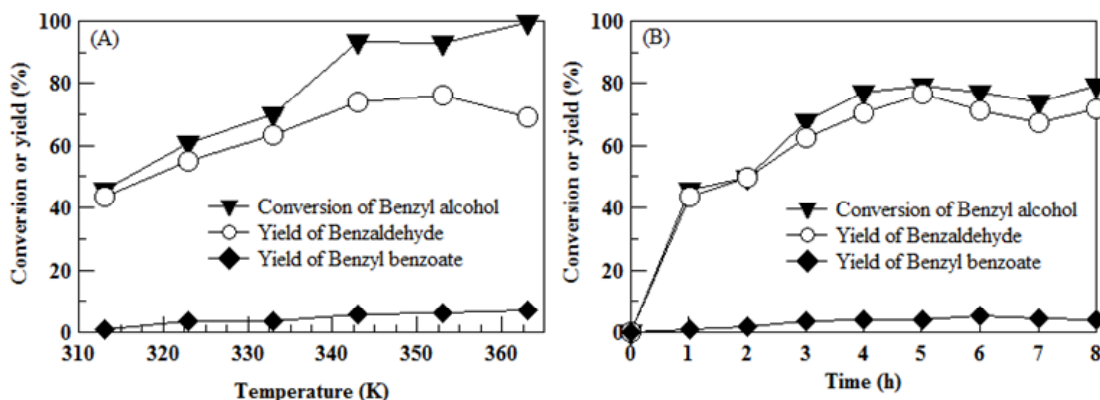 (A)
Conversion or yield (%)
100
80
60
40
20
0
Conversion of Benzyl alcohol
Yield of Benzaldehyde
Yield of Benzyl benzoate
310 320 330 340 350 360
Temperature (K)
(B)
Conversion or yield (%)
100
80
60
40
20
0
Conversion of Benzyl alcohol
Yield of Benzaldehyde
Yield of Benzyl benzoate
0 1 2 3 4 5 6 7 8
Time (h)